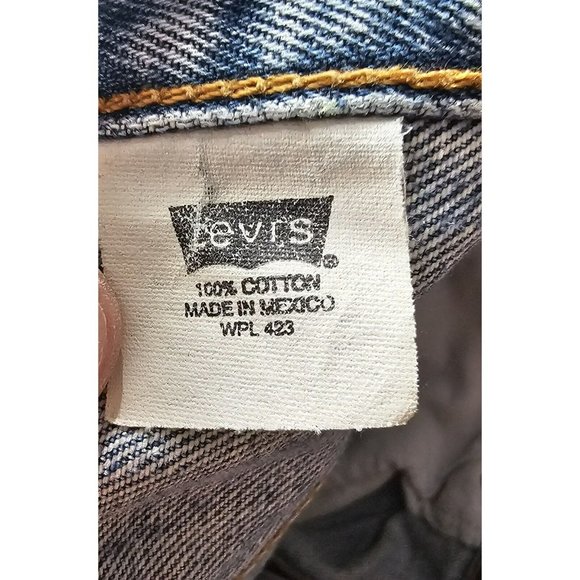 Levi's
®
100% COTTON
MADE IN MEXICO
WPL 423